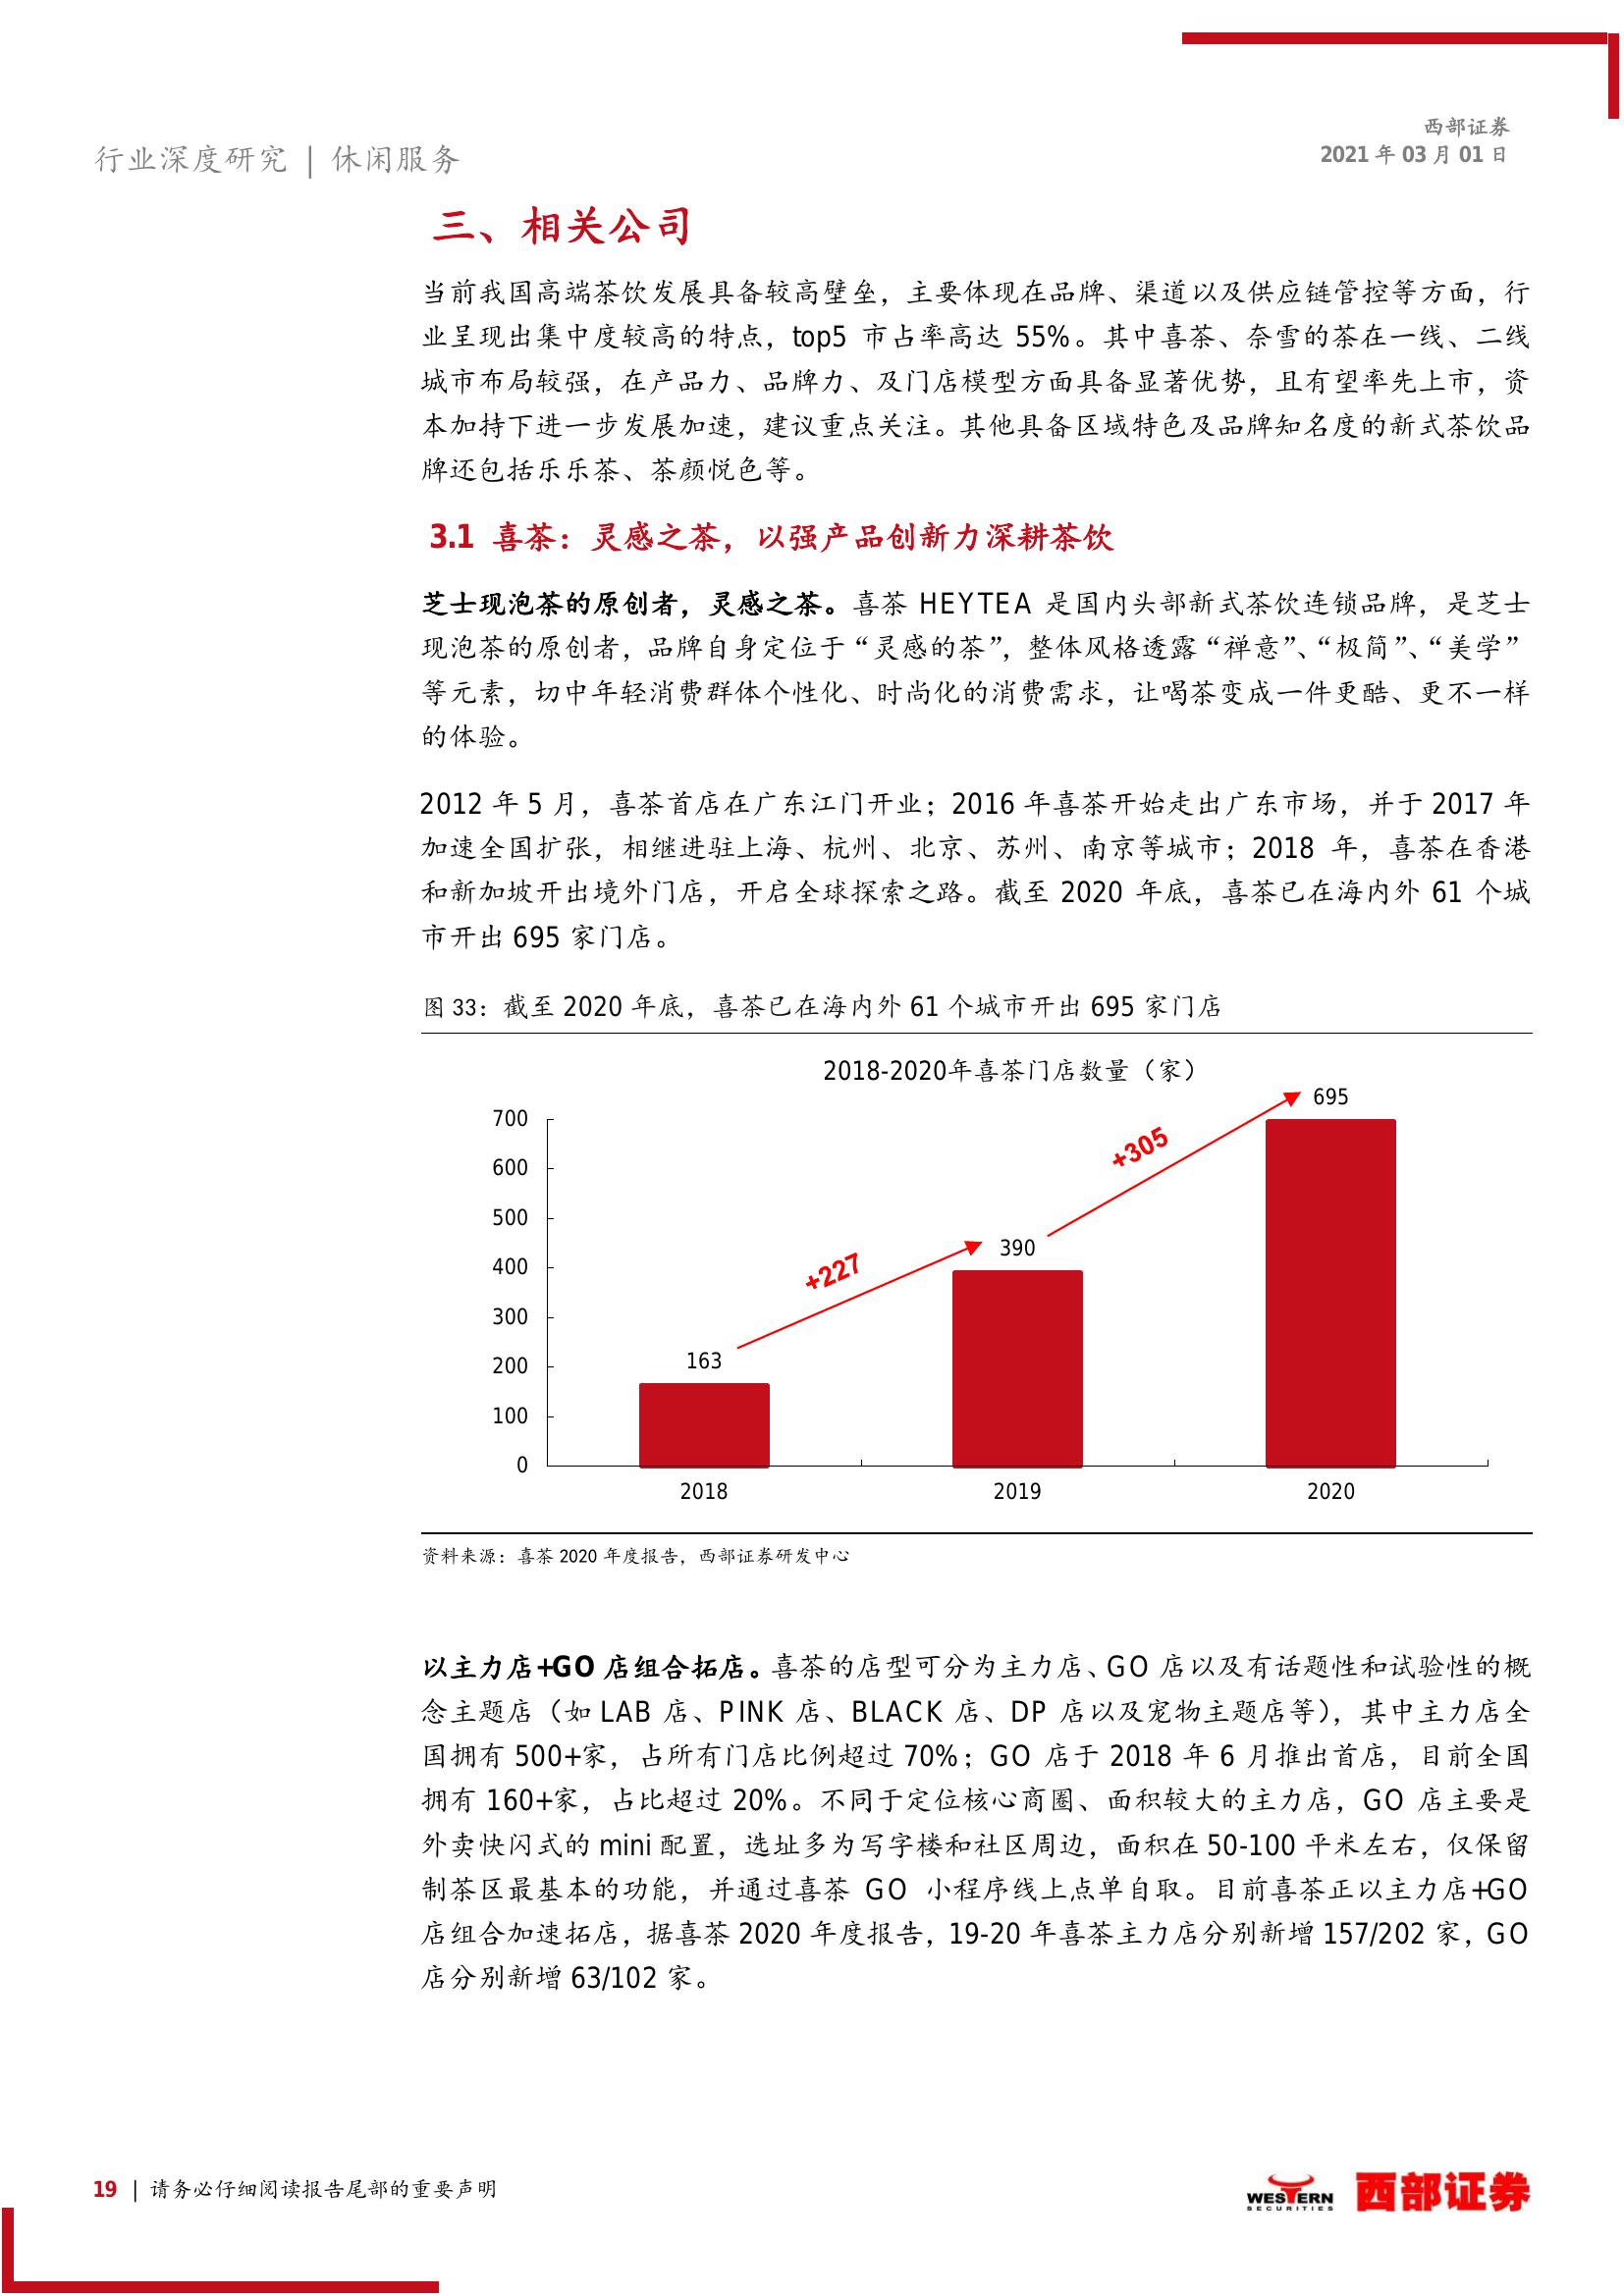 西部证券
2021 年 03 月 01 日
行业深度研究 | 休闲服务
三、相关公司
当前我国高端茶饮发展具备较高壁垒，主要体现在品牌、渠道以及供应链管控等方面，行
业呈现出集中度较高的特点，top5 市占率高达 55%。其中喜茶、奈雪的茶在一线、二线
城市布局较强，在产品力、品牌力、及门店模型方面具备显著优势，且有望率先上市，资
本加持下进一步发展加速，建议重点关注。其他具备区域特色及品牌知名度的新式茶饮品
牌还包括乐乐茶、茶颜悦色等。
3.1 喜茶：灵感之茶，以强产品创新力深耕茶饮
芝士现泡茶的原创者，灵感之茶。喜茶 HEYTEA 是国内头部新式茶饮连锁品牌，是芝士
现泡茶的原创者，品牌自身定位于“灵感的茶”，整体风格透露“禅意”、“极简”、“美学”
等元素，切中年轻消费群体个性化、时尚化的消费需求，让喝茶变成一件更酷、更不一样
的体验。
2012 年 5 月，喜茶首店在广东江门开业；2016 年喜茶开始走出广东市场，并于 2017 年
加速全国扩张，相继进驻上海、杭州、北京、苏州、南京等城市；2018 年，喜茶在香港
和新加坡开出境外门店，开启全球探索之路。截至 2020 年底，喜茶已在海内外 61 个城
市开出 695 家门店。
图 33：截至 2020 年底，喜茶已在海内外 61 个城市开出 695 家门店
2018-2020年喜茶门店数量（家）
695
700
+305
600
500
390
400
+227
300
163
200
100
0
2018 2019 2020
资料来源：喜茶 2020 年度报告，西部证券研发中心
以主力店+GO 店组合拓店。喜茶的店型可分为主力店、GO 店以及有话题性和试验性的概
念主题店（如 LAB 店、PINK 店、BLACK 店、DP 店以及宠物主题店等），其中主力店全
国拥有 500+家，占所有门店比例超过 70%；GO 店于 2018 年 6 月推出首店，目前全国
拥有 160+家，占比超过 20%。不同于定位核心商圈、面积较大的主力店，GO 店主要是
外卖快闪式的 mini 配置，选址多为写字楼和社区周边，面积在 50-100 平米左右，仅保留
制茶区最基本的功能，并通过喜茶 GO 小程序线上点单自取。目前喜茶正以主力店+GO
店组合加速拓店，据喜茶 2020 年度报告，19-20 年喜茶主力店分别新增 157/202 家，GO
店分别新增 63/102 家。
19 | 请务必仔细阅读报告尾部的重要声明
WESTERN
SECURITIES
西部证券